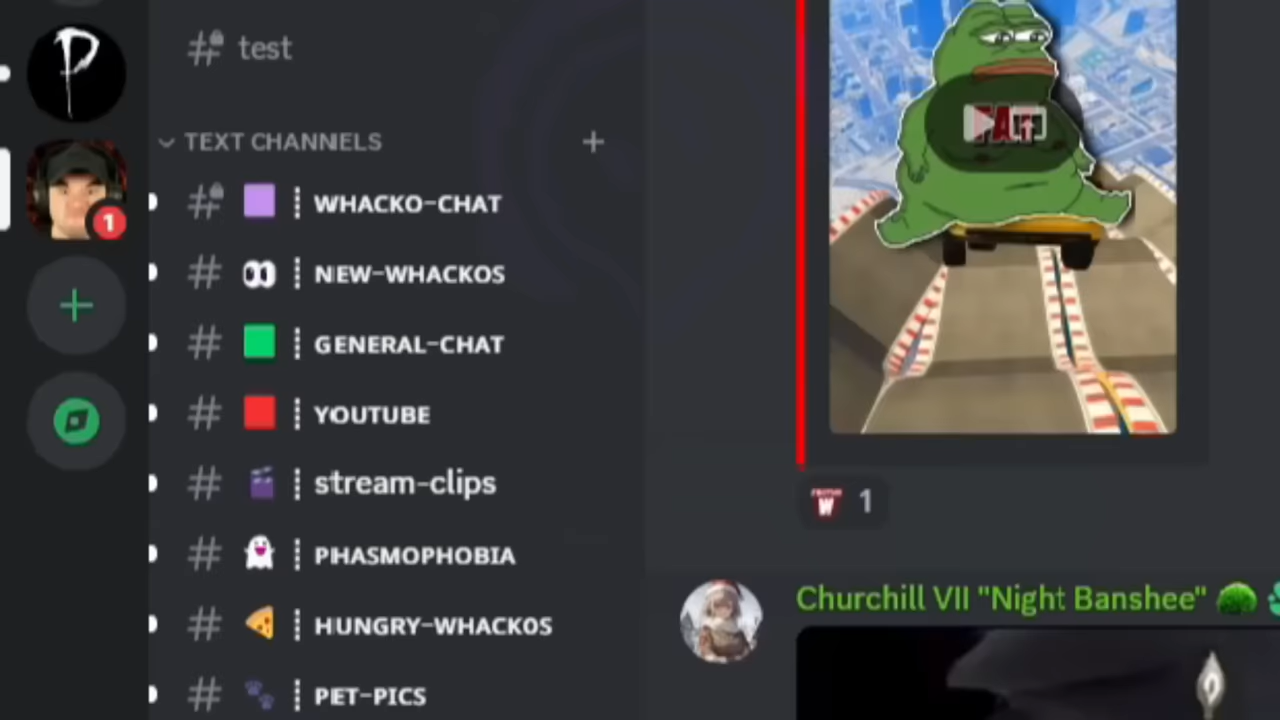 test
TEXT CHANNELS
WHACKO-CHAT
1
NEW-WHACKOS
GENERAL-CHAT
YOUTUBE
stream-clips
PHASMOPHOBIA
HUNGRY-WHACKOS
PET-PICS
W 1
Churchill VII "Night Banshee"